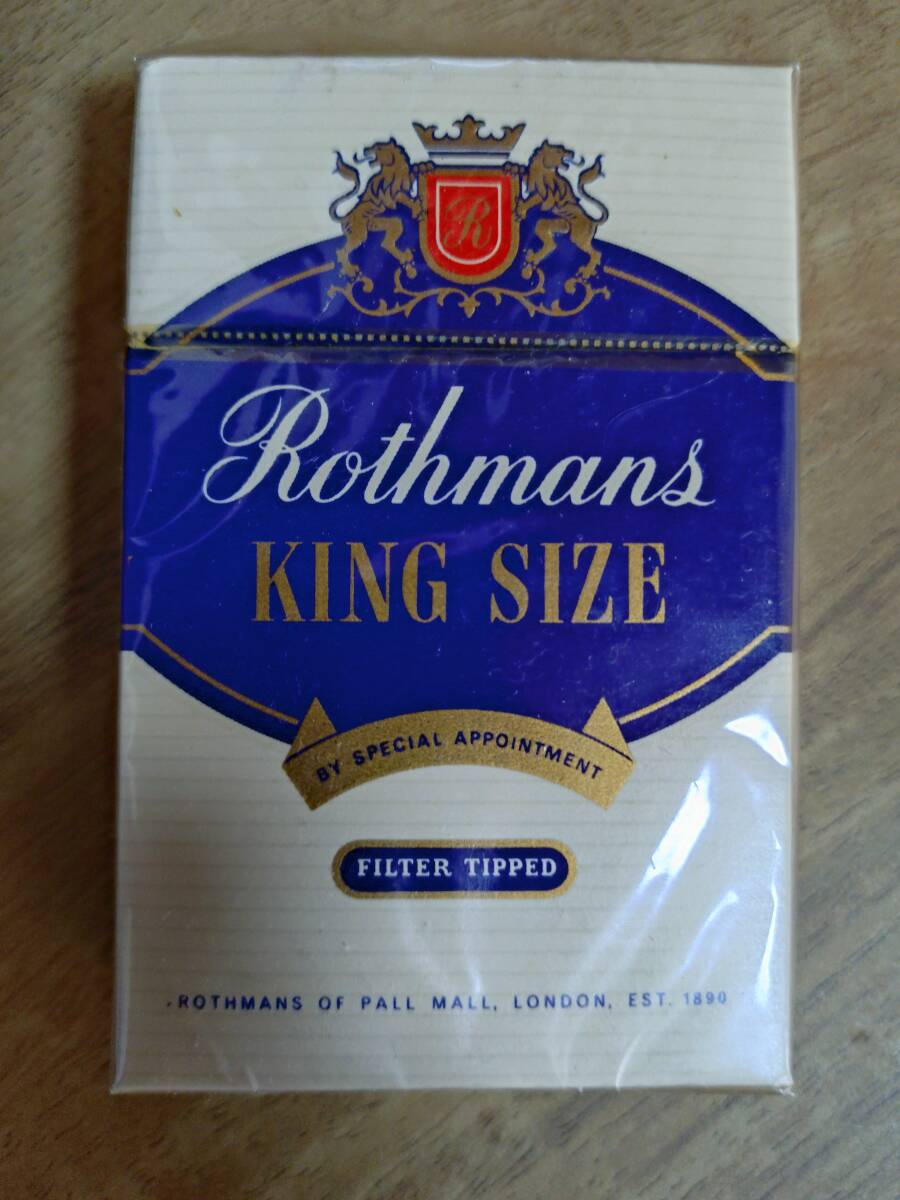 R
Rothmans
KING SIZE
BY SPECIAL APPOINTMENT
FILTER TIPPED
ROTHMANS OF PALL MALL, LONDON, EST. 1890